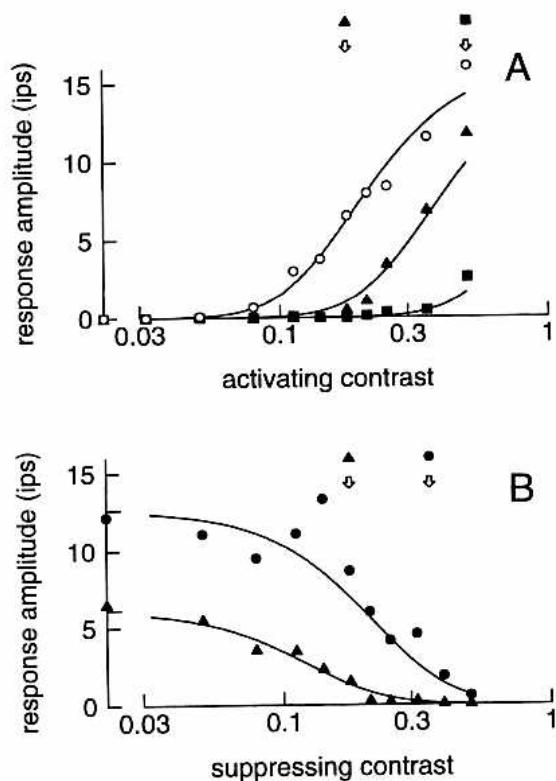 A
response amplitude (ips)
15
10
5
0
0.03
0.1
0.3
1
activating contrast
B
response amplitude (ips)
15
10
5
0
0.03
0.1
0.3
1
suppressing contrast